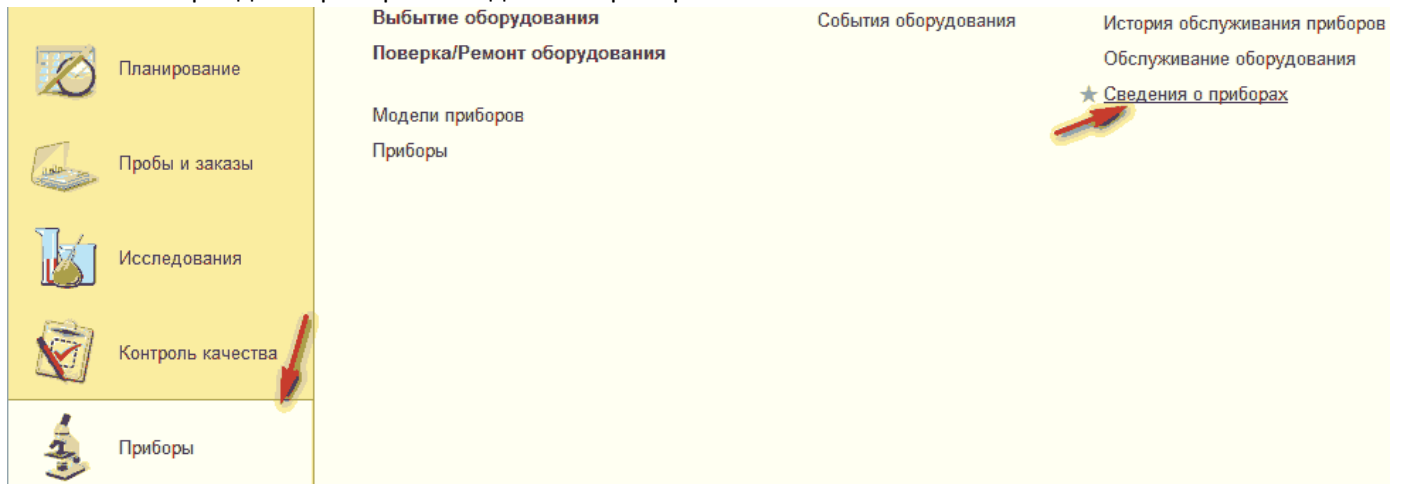 Планирование
Пробы и заказы
Исследования
Контроль качества
Приборы
Выбытие оборудования
Поверка/Ремонт оборудования
Модели приборов
Приборы
События оборудования
История обслуживания приборов
Обслуживание оборудования
Сведения о приборах